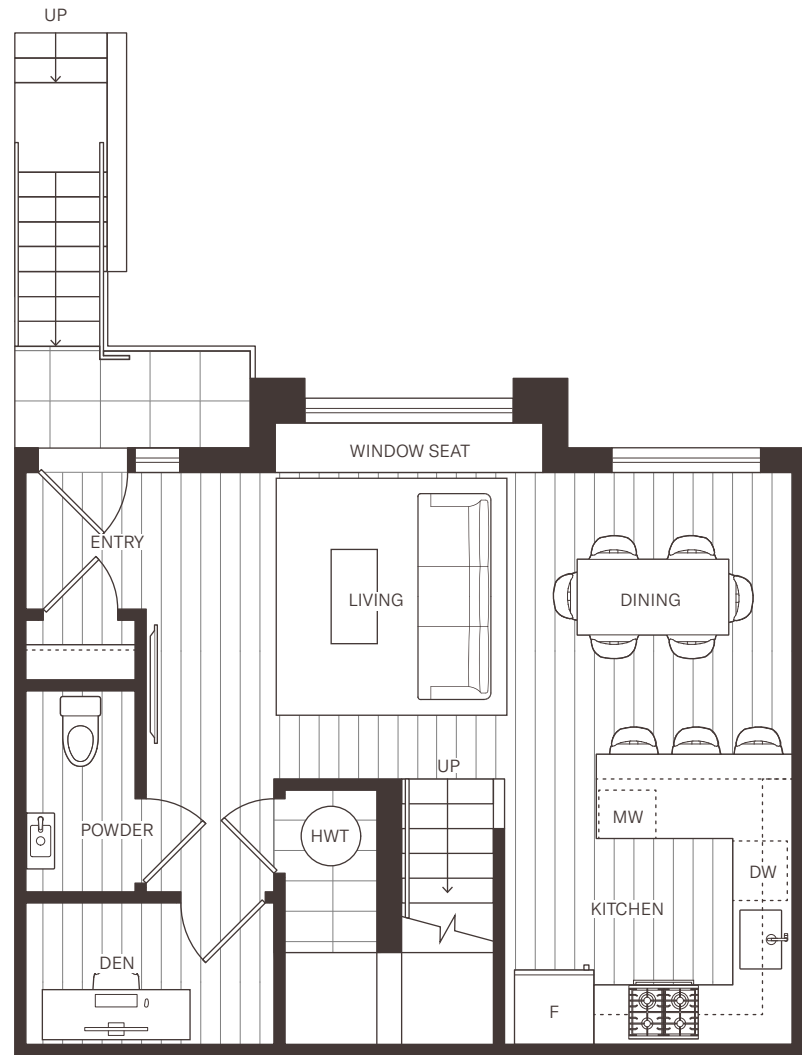 UP
WINDOW SEAT
ENTRY
LIVING
DINING
UP
MW
POWDER
HWT
DW
KITCHEN
DEN
F